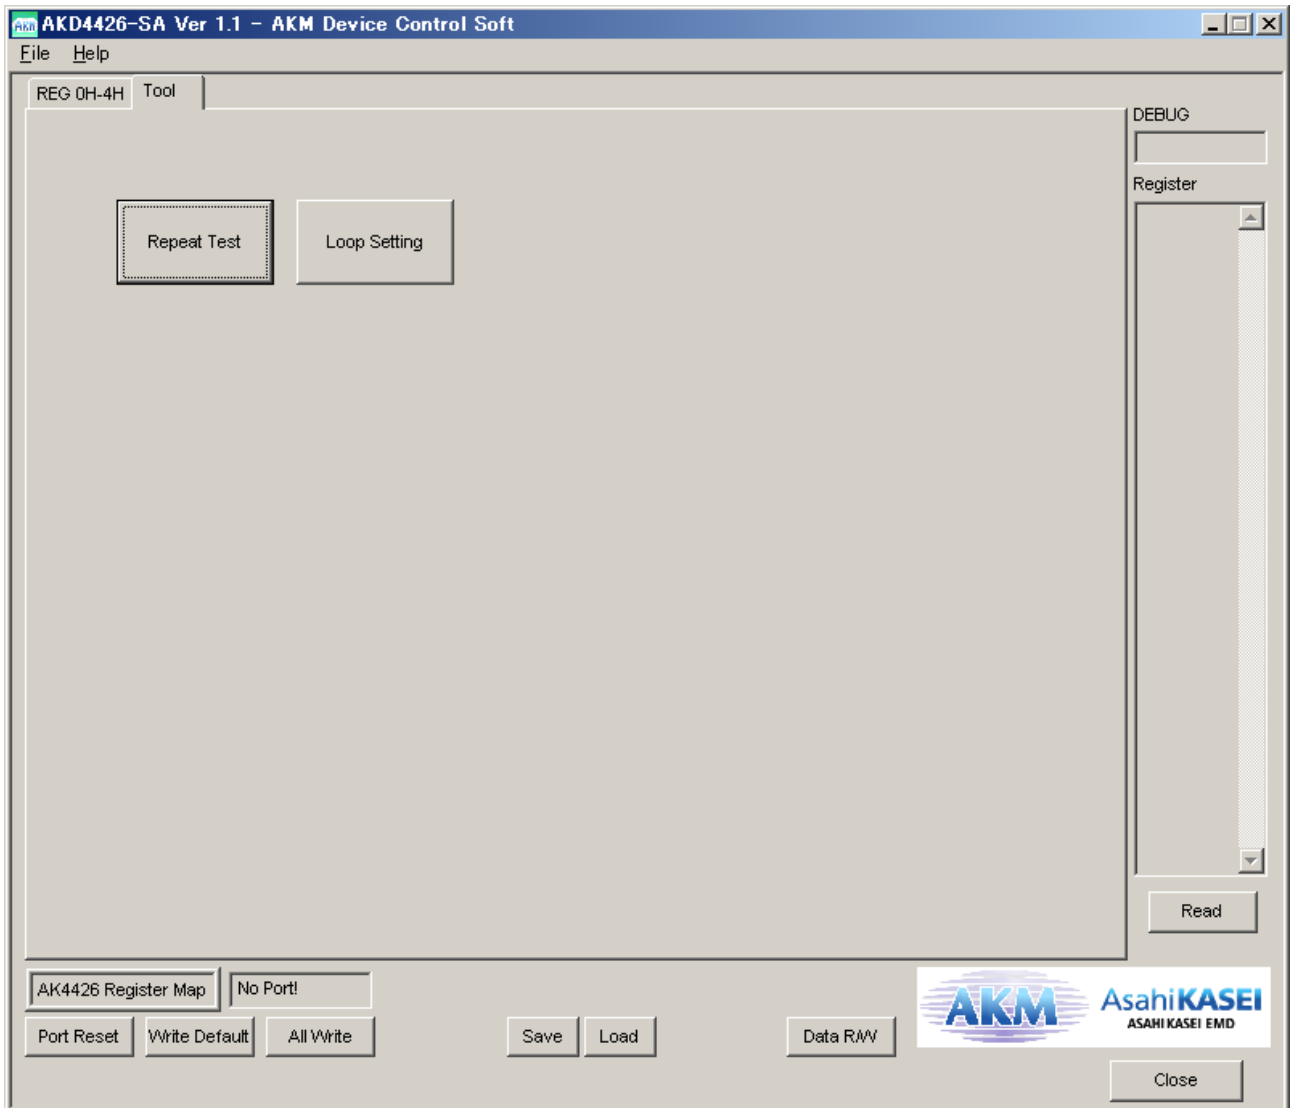 AKM AKD4426-SA Ver 1.1 - AKM Device Control Soft
File Help
REG 0H-4H Tool
DEBUG
Register
Repeat Test Loop Setting
Read
AK4426 Register Map No Port!
AKM AsahiKASEI
ASAHI KASEI EMD
Port Reset Write Default All Write Save Load Data R/W
Close